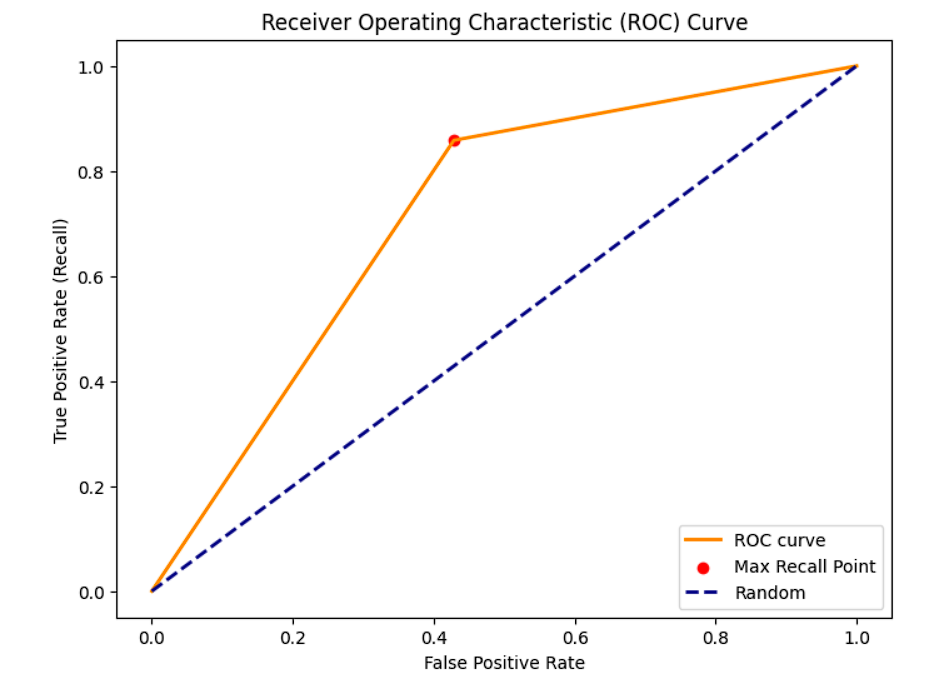 Receiver Operating Characteristic (ROC) Curve
True Positive Rate (Recall)
1.0
0.8
0.6
0.4
0.2
0.0
ROC curve
Max Recall Point
Random
0.0 0.2 0.4 0.6 0.8 1.0
False Positive Rate